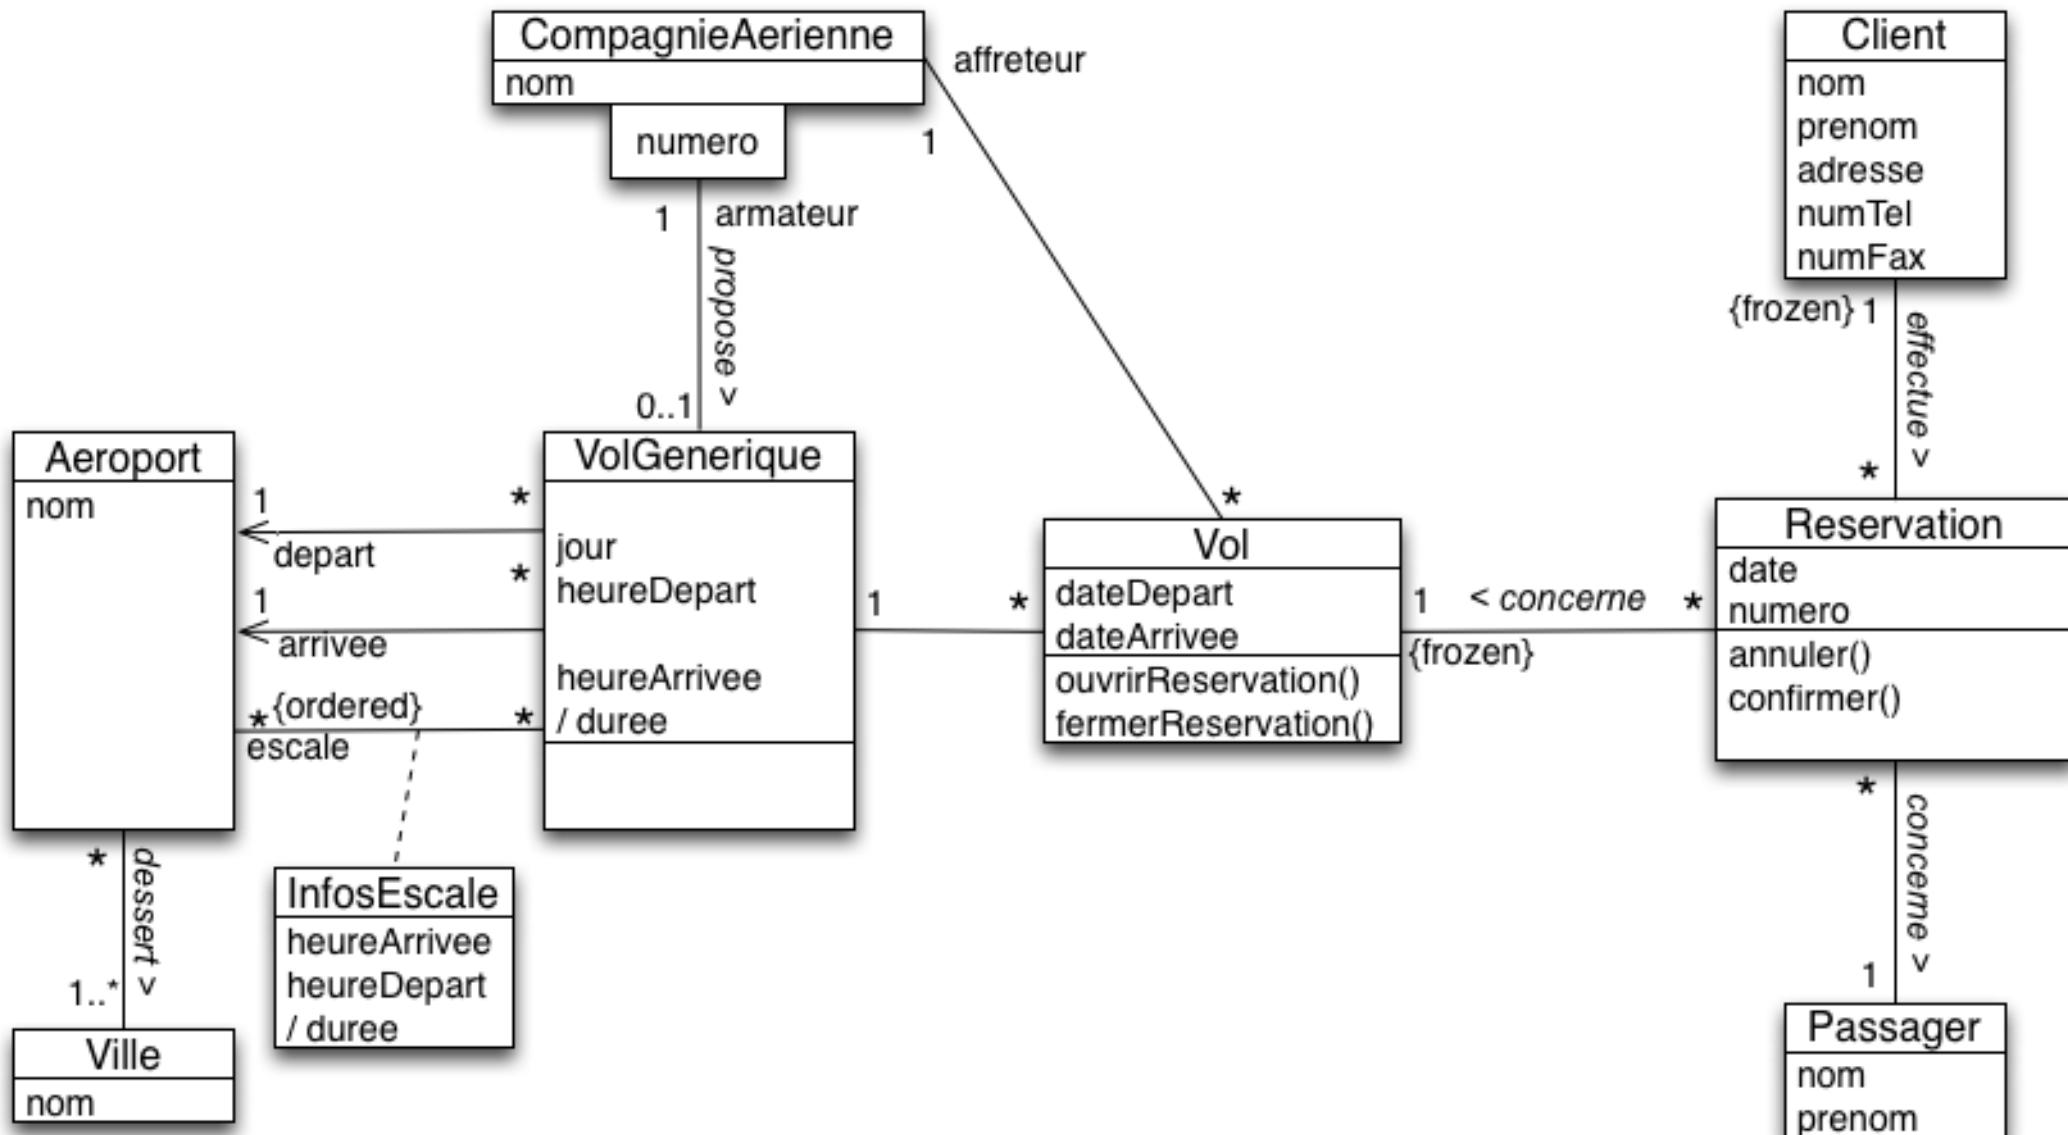 CompagnieAerienne
nom
numero
affreteur
1
1
armateur
propose >
0..1
Client
nom
prenom
adresse
numTel
numFax
{frozen} 1
effectue >
*
Aeroport
nom
1
*
depart
*
1
arrivee
{ordered}
*
*
escale
VolGenerique
jour
heureDepart
heureArrivee
/ duree
1
*
*
Vol
dateDepart
dateArrivee
ouvrirReservation()
fermerReservation()
1
< concerne
*
{frozen}
Reservation
date
numero
annuler()
confirmer()
*
concerne >
1
*
dessert >
1..*
InfosEscale
heureArrivee
heureDepart
/ duree
Ville
nom
Passager
nom
prenom